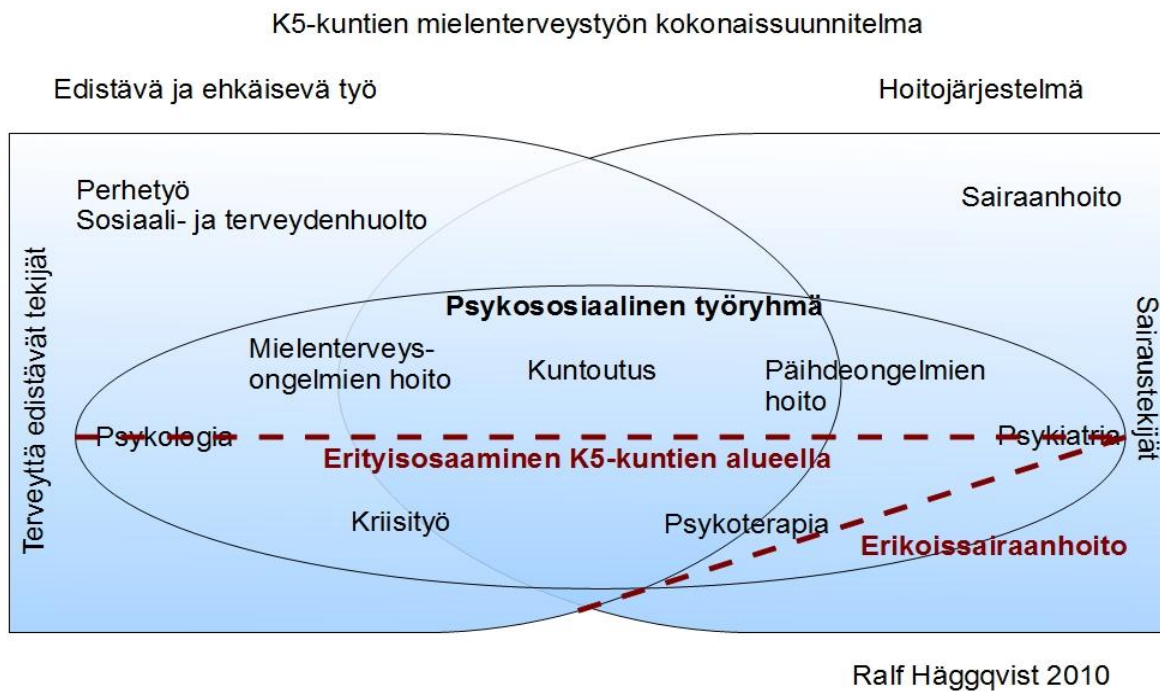 K5-kuntien mielenterveystyön kokonaissuunnitelma
Edistävä ja ehkäisevä työ
Hoitojärjestelmä
Perhetyö
Sosiaali- ja terveydenhuolto
Sairaanhoito
Terveyttä edistävät tekijät
Sairaustekijät
Psykososiaalinen työryhmä
Mielenterveys-
ongelmien hoito
Kuntoutus
Päihdeongelmien
hoito
Psykologia
Psykiatria
Erityisosaaminen K5-kuntien alueella
Kriisityö
Psykoterapia
Erikoissairaanhoito
Ralf Häggqvist 2010